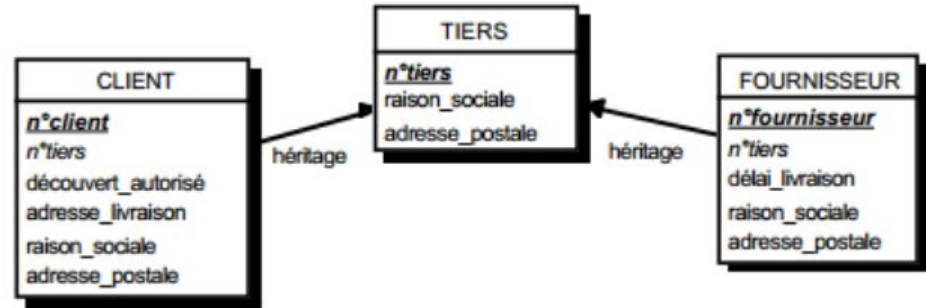 TIERS
n°tiers
raison_sociale
adresse_postale
CLIENT
n°client
n°tiers
découvert_autorisé
adresse_livraison
raison_sociale
adresse_postale
héritage
héritage
FOURNISSEUR
n°fournisseur
n°tiers
délai_livraison
raison_sociale
adresse_postale